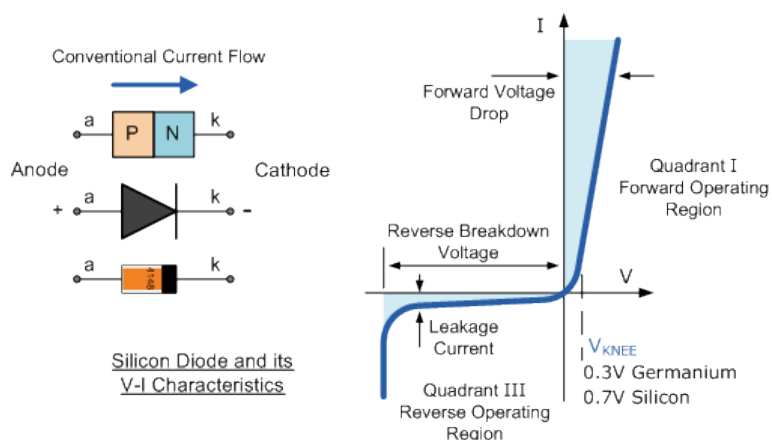 Conventional Current Flow
a
P
N
k
Anode
Cathode
a
k
+
-
a
4148
k
Silicon Diode and its
V-I Characteristics
I
Forward Voltage
Drop
Quadrant I
Forward Operating
Region
Reverse Breakdown
Voltage
V
Leakage
Current
VKNEE
0.3V Germanium
0.7V Silicon
Quadrant III
Reverse Operating
Region